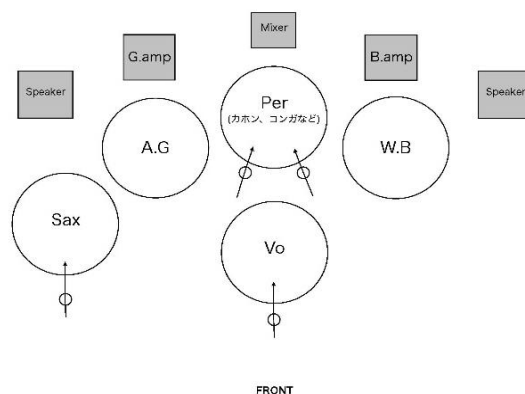 Mixer
G.amp
B.amp
Speaker
Speaker
Per
(カホン、コンガなど)
A.G
W.B
Sax
Vo
FRONT